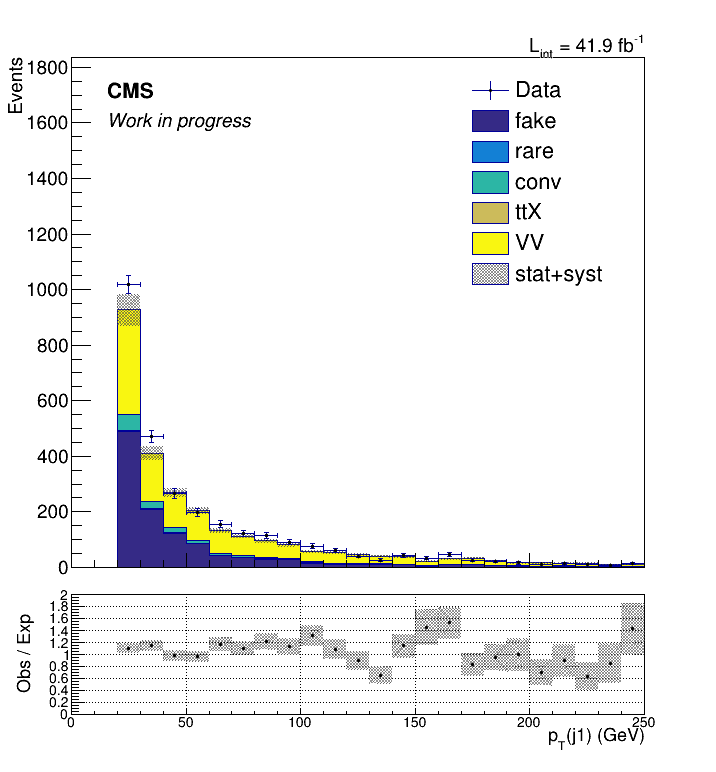 L_int = 41.9 fb^-1
Events
1800
1600
1400
1200
1000
800
600
400
200
0
CMS
Work in progress
Data
fake
rare
conv
ttX
VV
stat+syst
Obs / Exp
2
1.8
1.6
1.4
1.2
1
0.8
0.6
0.4
0.2
0
0 50 100 150 200 250
p_T(j1) (GeV)